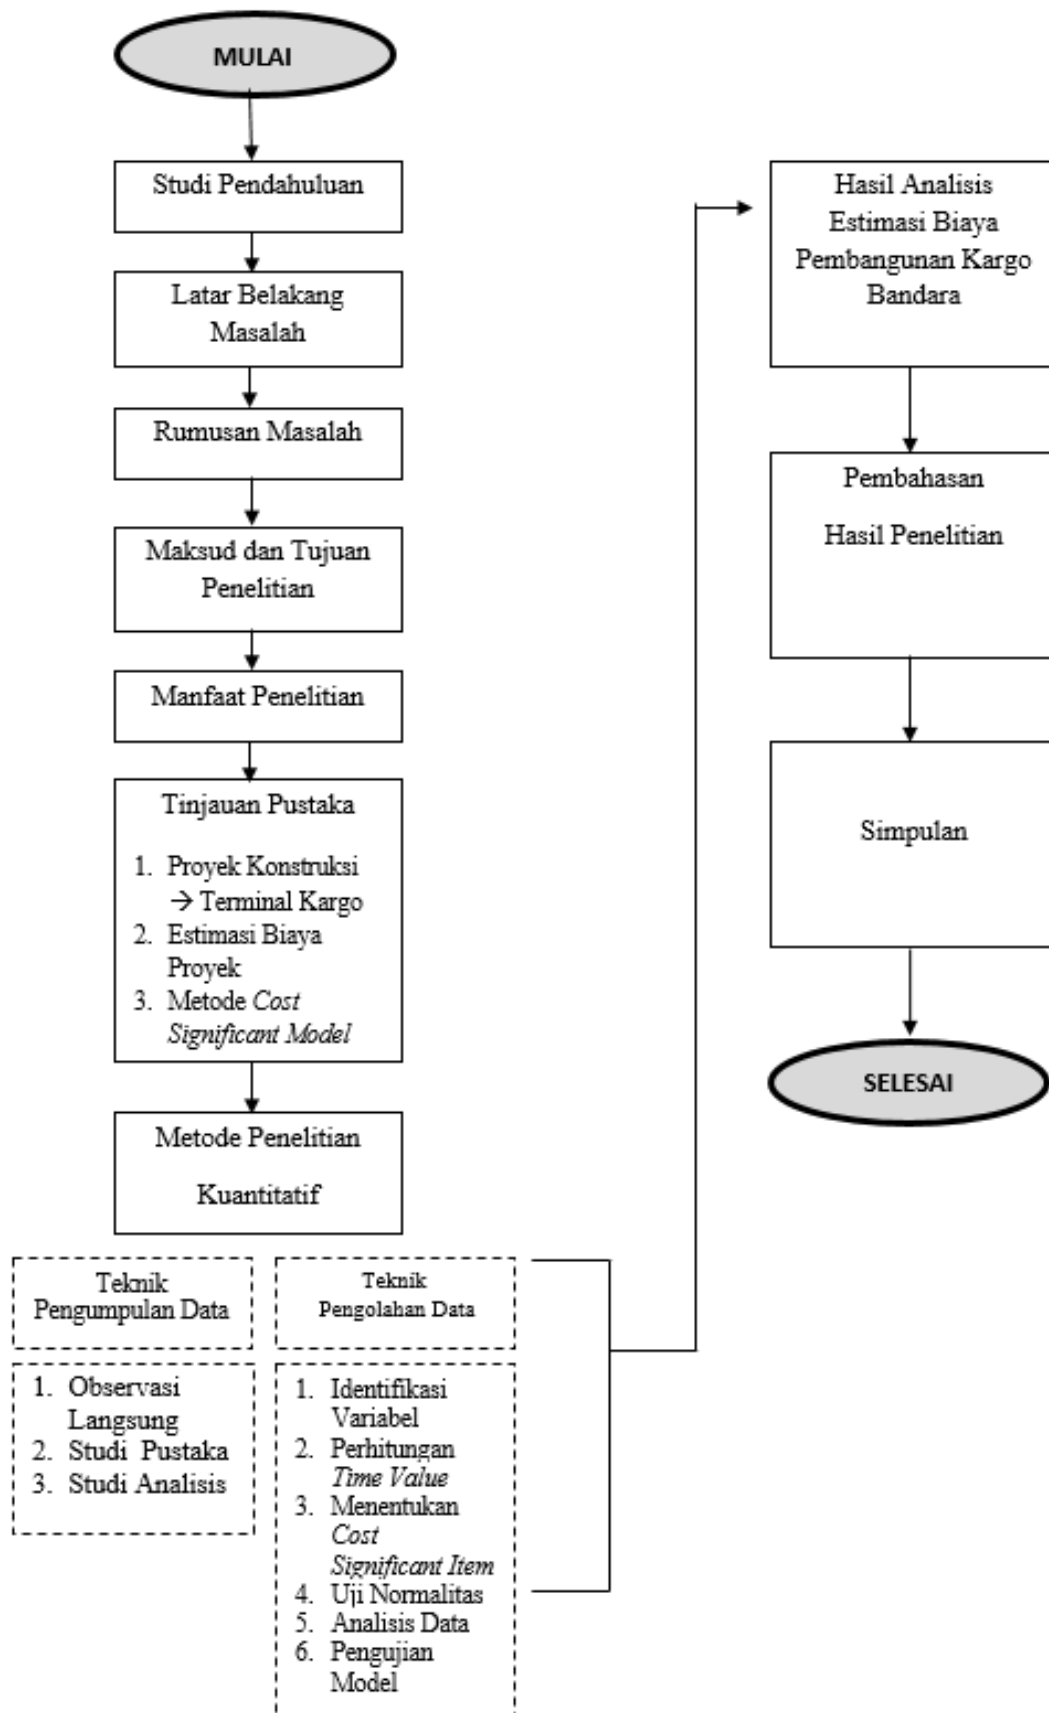 MULAI
Studi Pendahuluan
Latar Belakang
Masalah
Rumusan Masalah
Maksud dan Tujuan
Penelitian
Manfaat Penelitian
Tinjauan Pustaka
1. Proyek Konstruksi
→ Terminal Kargo
2. Estimasi Biaya
Proyek
3. Metode Cost
Significant Model
Metode Penelitian
Kuantitatif
Teknik
Pengumpulan Data
1. Observasi
Langsung
2. Studi Pustaka
3. Studi Analisis
Teknik
Pengolahan Data
1. Identifikasi
Variabel
2. Perhitungan
Time Value
3. Menentukan
Cost
Significant Item
4. Uji Normalitas
5. Analisis Data
6. Pengujian
Model
Hasil Analisis
Estimasi Biaya
Pembangunan Kargo
Bandara
Pembahasan
Hasil Penelitian
Simpulan
SELESAI